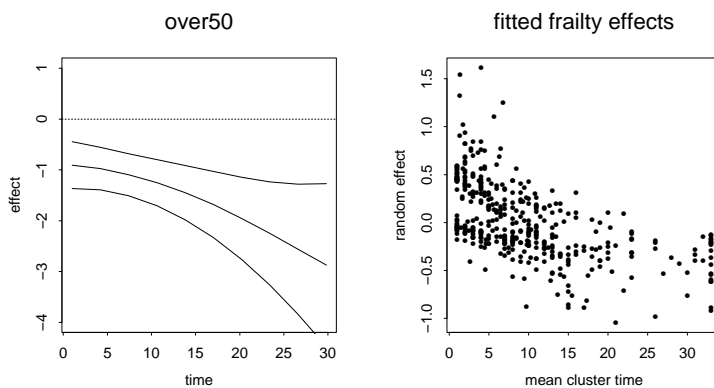 over50
effect
1
0
−1
−2
−3
−4
0 5 10 15 20 25 30
time
fitted frailty effects
random effect
1.5
1.0
0.5
0.0
−0.5
−1.0
0 5 10 15 20 25 30
mean cluster time